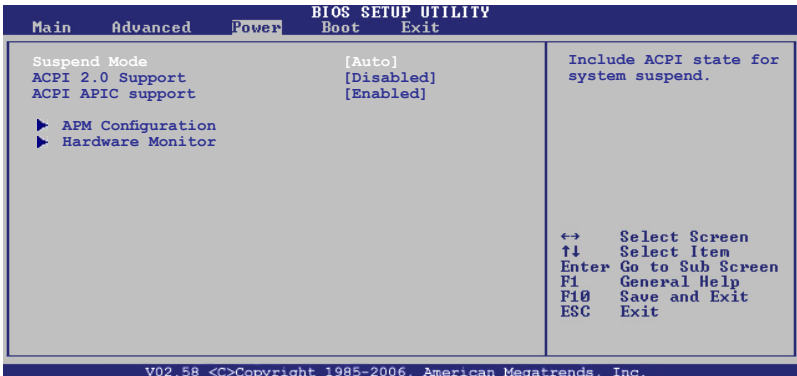 BIOS SETUP UTILITY
Main Advanced Power Boot Exit
Suspend Mode [Auto]
ACPI 2.0 Support [Disabled]
ACPI APIC support [Enabled]
APM Configuration
Hardware Monitor
Include ACPI state for
system suspend.
←→ Select Screen
↑↓ Select Item
Enter Go to Sub Screen
F1 General Help
F10 Save and Exit
ESC Exit
V02.58 <C>Copyright 1985-2006, American Megatrends, Inc.